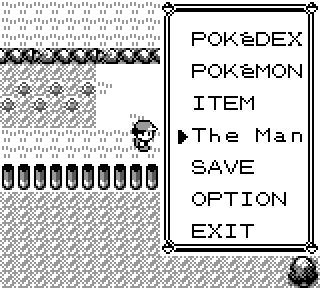 POKéDEX
POKéMON
ITEM
The Man
SAVE
OPTION
EXIT